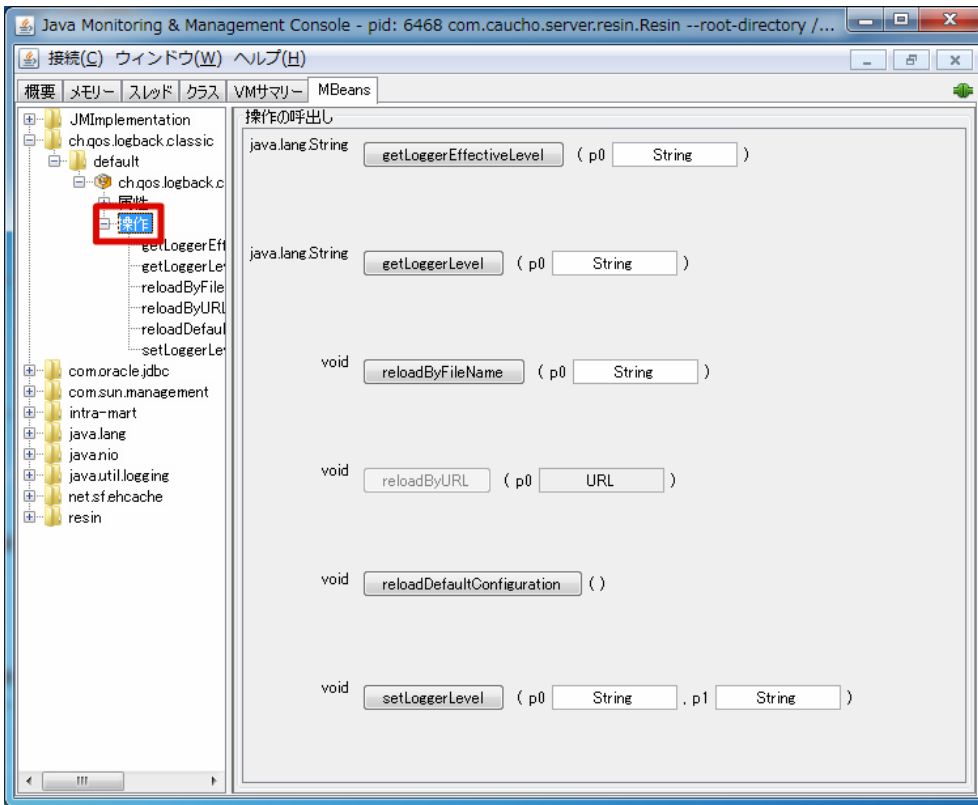 Java Monitoring & Management Console - pid: 6468 com.caucho.server.resin.Resin --root-directory /...
接続(C) ウィンドウ(W) ヘルプ(H)
概要 メモリー スレッド クラス VMサマリー MBeans
JMImplementation
ch.qos.logback.classic
default
ch.qos.logback.c
属性
操作
getLoggerEff
getLoggerLe
reloadByFile
reloadByURL
reloadDefaul
setLoggerLe
com.oracle.jdbc
com.sun.management
intra-mart
java.lang
java.nio
java.util.logging
net.sf.ehcache
resin
操作の呼出し
java.lang.String getLoggerEffectiveLevel ( p0 String )
java.lang.String getLoggerLevel ( p0 String )
void reloadByFileName ( p0 String )
void reloadByURL ( p0 URL )
void reloadDefaultConfiguration ( )
void setLoggerLevel ( p0 String , p1 String )